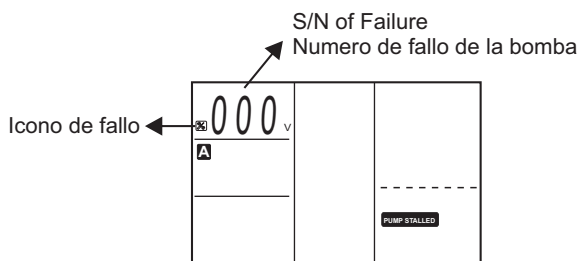 S/N of Failure
Numero de fallo de la bomba
Icono de fallo
000 V
A
PUMP STALLED